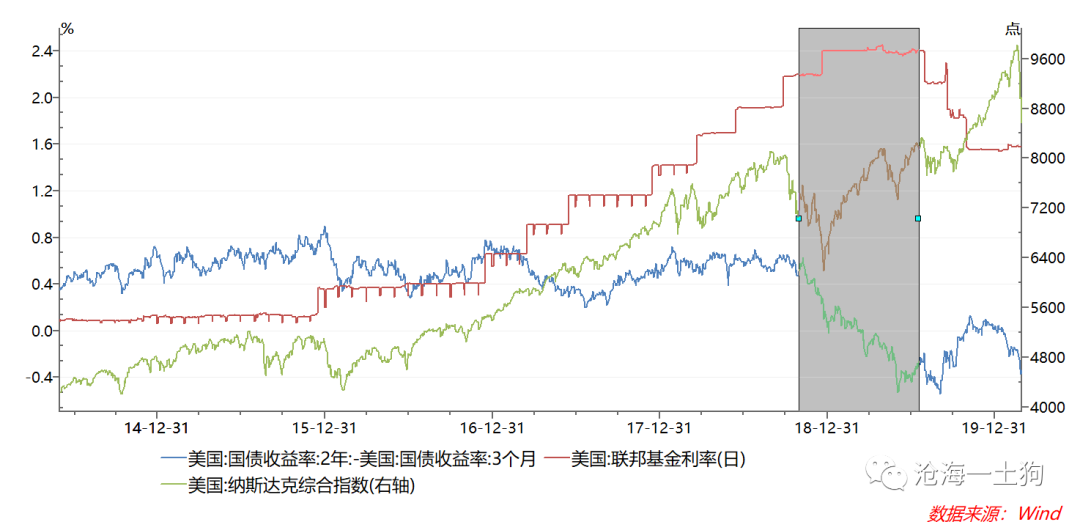 % 点
2.4 9600
2.0 8800
1.6 8000
1.2 7200
0.8 6400
0.4 5600
0.0 4800
-0.4 4000
14-12-31 15-12-31 16-12-31 17-12-31 18-12-31 19-12-31
美国:国债收益率:2年:-美国:国债收益率:3个月 美国:联邦基金利率(日)
美国:纳斯达克综合指数(右轴)
沧海一土狗
数据来源：Wind